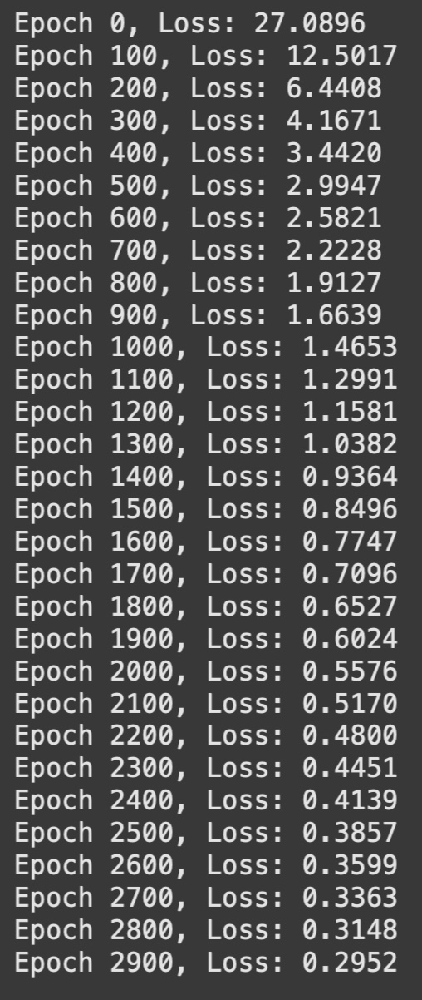 Epoch 0, Loss: 27.0896
Epoch 100, Loss: 12.5017
Epoch 200, Loss: 6.4408
Epoch 300, Loss: 4.1671
Epoch 400, Loss: 3.4420
Epoch 500, Loss: 2.9947
Epoch 600, Loss: 2.5821
Epoch 700, Loss: 2.2228
Epoch 800, Loss: 1.9127
Epoch 900, Loss: 1.6639
Epoch 1000, Loss: 1.4653
Epoch 1100, Loss: 1.2991
Epoch 1200, Loss: 1.1581
Epoch 1300, Loss: 1.0382
Epoch 1400, Loss: 0.9364
Epoch 1500, Loss: 0.8496
Epoch 1600, Loss: 0.7747
Epoch 1700, Loss: 0.7096
Epoch 1800, Loss: 0.6527
Epoch 1900, Loss: 0.6024
Epoch 2000, Loss: 0.5576
Epoch 2100, Loss: 0.5170
Epoch 2200, Loss: 0.4800
Epoch 2300, Loss: 0.4451
Epoch 2400, Loss: 0.4139
Epoch 2500, Loss: 0.3857
Epoch 2600, Loss: 0.3599
Epoch 2700, Loss: 0.3363
Epoch 2800, Loss: 0.3148
Epoch 2900, Loss: 0.2952